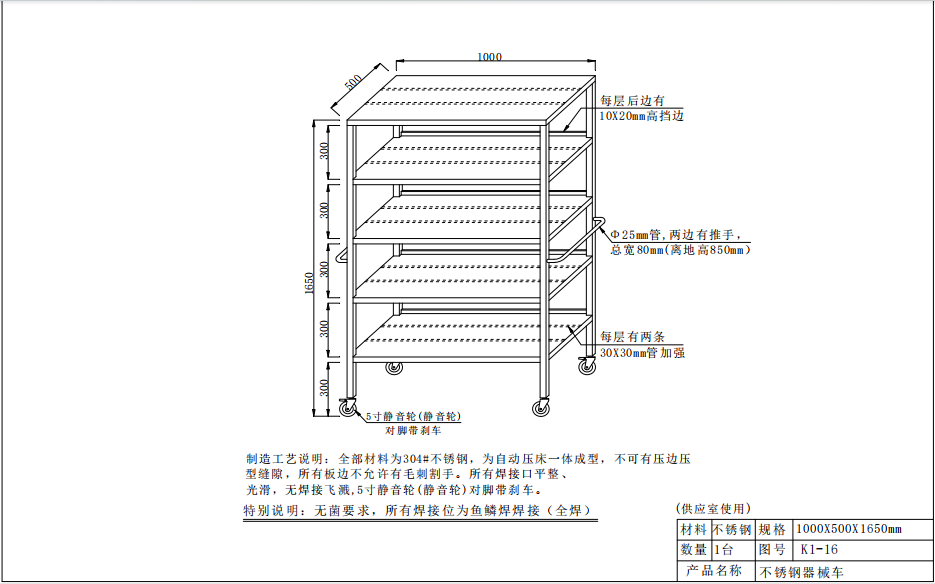 1000
500
每层后边有
10X20mm高挡边
300
300
Φ25mm管,两边有推手，
总宽80mm(离地高850mm)
300
1650
300
每层有两条
30X30mm管加强
300
5寸静音轮(静音轮)
对脚带刹车
制造工艺说明：全部材料为304#不锈钢，为自动压床一体成型，不可有压边压
型缝隙，所有板边不允许有毛刺割手。所有焊接口平整、
光滑，无焊接飞溅,5寸静音轮(静音轮)对脚带刹车。
特别说明：无菌要求，所有焊接位为鱼鳞焊焊接（全焊）
(供应室使用)
材料 不锈钢 规格 1000X500X1650mm
数量 1台 图号 K1-16
产品名称 不锈钢器械车